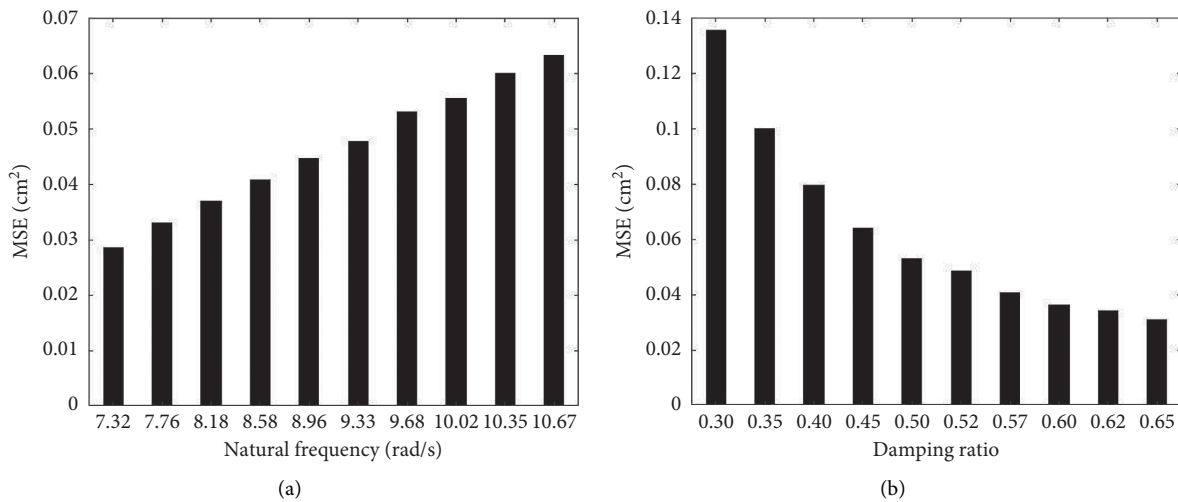 0.07
0.06
0.05
0.04
0.03
0.02
0.01
0
MSE (cm²)
7.32 7.76 8.18 8.58 8.96 9.33 9.68 10.02 10.35 10.67
Natural frequency (rad/s)
(a)
0.14
0.12
0.1
0.08
0.06
0.04
0.02
0
MSE (cm²)
0.30 0.35 0.40 0.45 0.50 0.52 0.57 0.60 0.62 0.65
Damping ratio
(b)